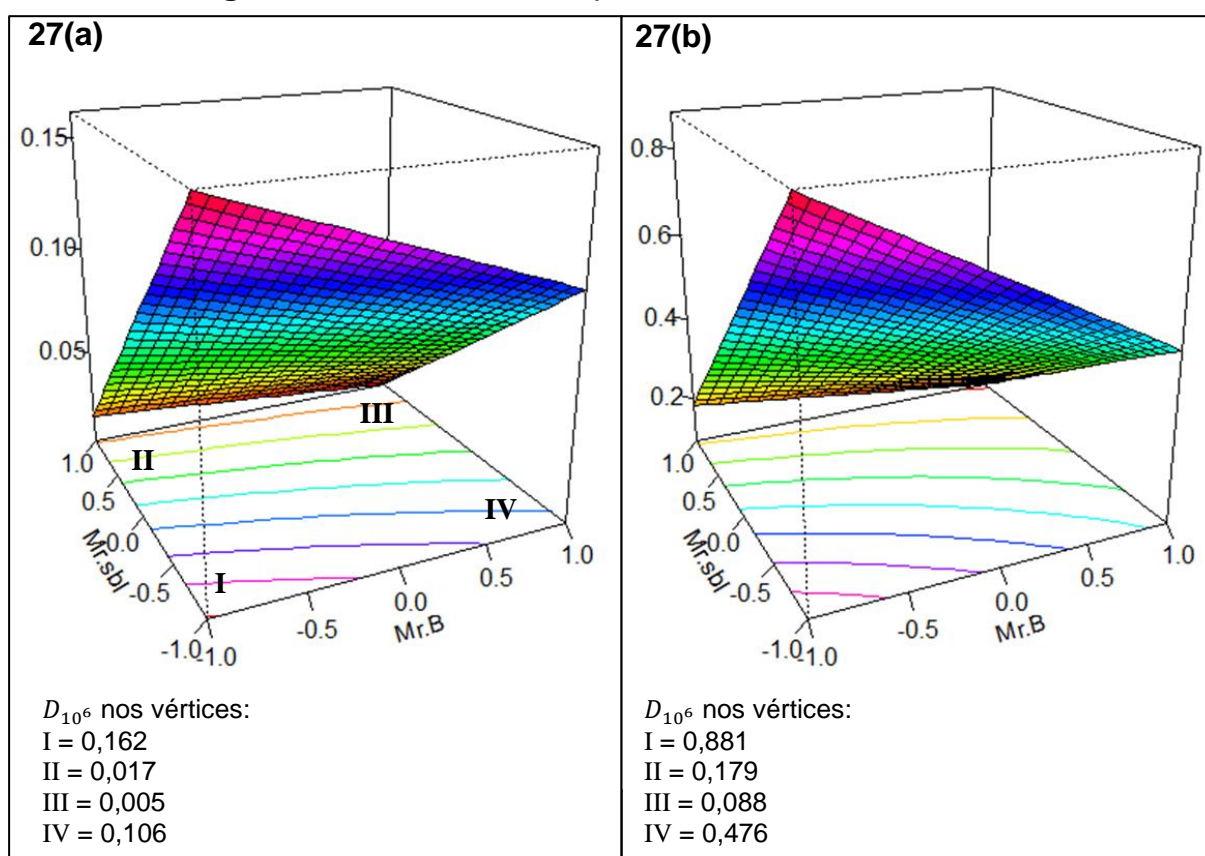 27(a)
0.15
0.10
0.05
1.0
0.5
0.0
-0.5
-1.0
Mr.sbl
-1.0
-0.5
0.0
0.5
1.0
Mr.B
I
II
III
IV
D₁₀⁶ nos vértices:
I = 0,162
II = 0,017
III = 0,005
IV = 0,106
27(b)
0.8
0.6
0.4
0.2
1.0
0.5
0.0
-0.5
-1.0
Mr.sbl
-1.0
-0.5
0.0
0.5
1.0
Mr.B
D₁₀⁶ nos vértices:
I = 0,881
II = 0,179
III = 0,088
IV = 0,476